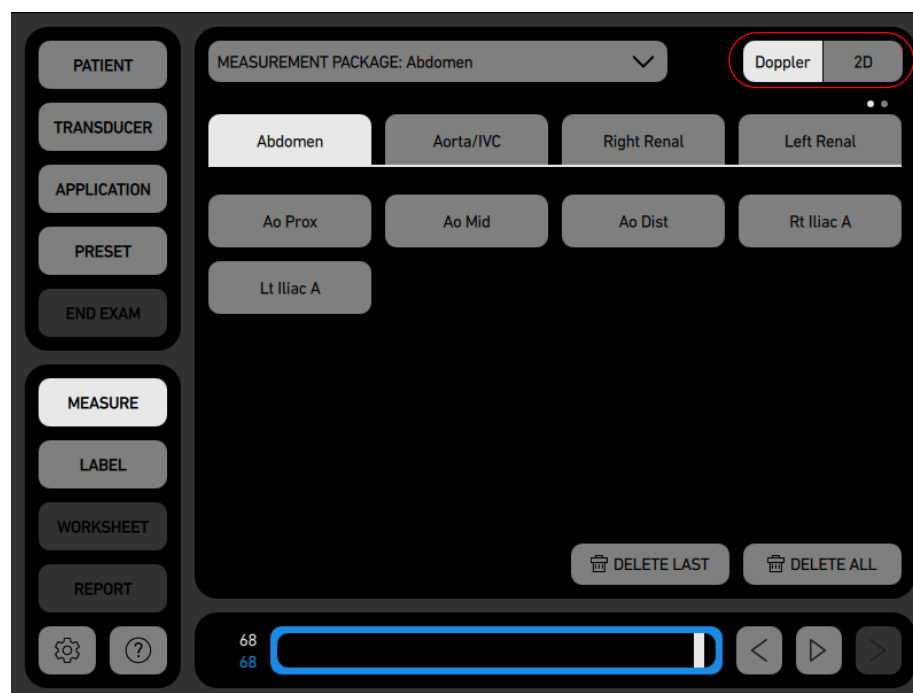 PATIENT
TRANSDUCER
APPLICATION
PRESET
END EXAM
MEASURE
LABEL
WORKSHEET
REPORT
MEASUREMENT PACKAGE: Abdomen
Doppler 2D
Abdomen Aorta/IVC Right Renal Left Renal
Ao Prox Ao Mid Ao Dist Rt Iliac A
Lt Iliac A
DELETE LAST DELETE ALL
?
68
68